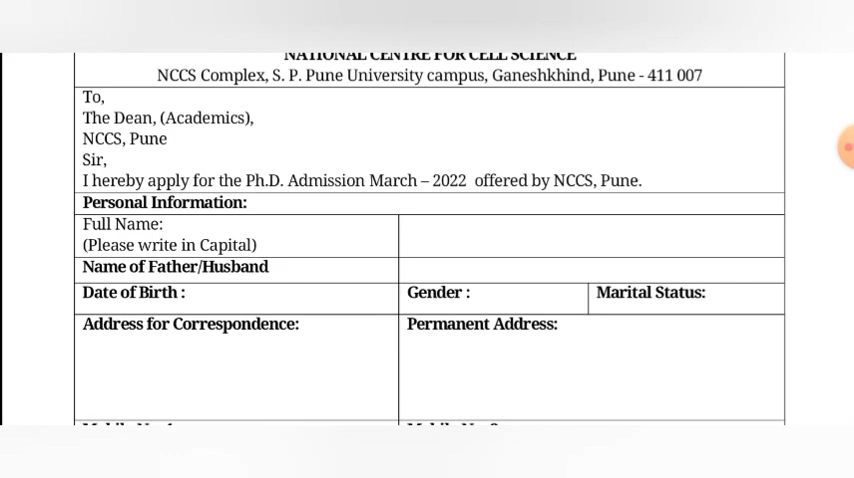 NATIONAL CENTRE FOR CELL SCIENCE
NCCS Complex, S. P. Pune University campus, Ganeshkhind, Pune - 411 007
To,
The Dean, (Academics),
NCCS, Pune
Sir,
I hereby apply for the Ph.D. Admission March – 2022 offered by NCCS, Pune.
Personal Information:
Full Name:
(Please write in Capital)
Name of Father/Husband
Date of Birth : Gender : Marital Status:
Address for Correspondence: Permanent Address: